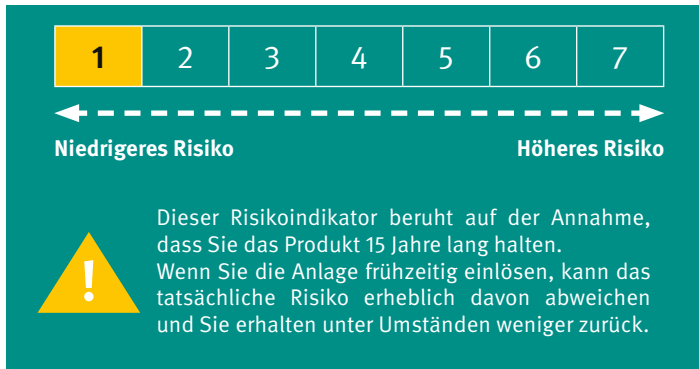 1 2 3 4 5 6 7
Niedrigeres Risiko Höheres Risiko
Dieser Risikoindikator beruht auf der Annahme,
dass Sie das Produkt 15 Jahre lang halten.
Wenn Sie die Anlage frühzeitig einlösen, kann das
tatsächliche Risiko erheblich davon abweichen
und Sie erhalten unter Umständen weniger zurück.
!